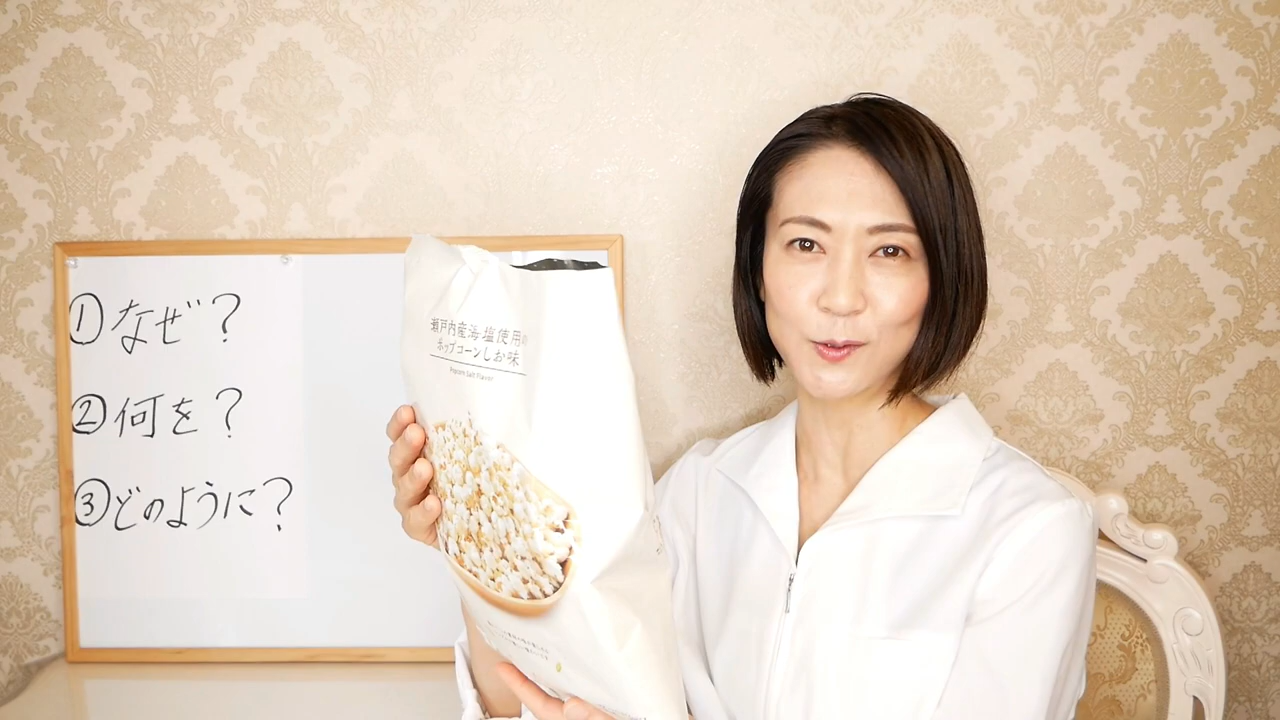 ①なぜ?
②何を?
③どのように?
瀬戸内産海塩使用の
ポップコーンしお味
Popcorn Salt Flavor